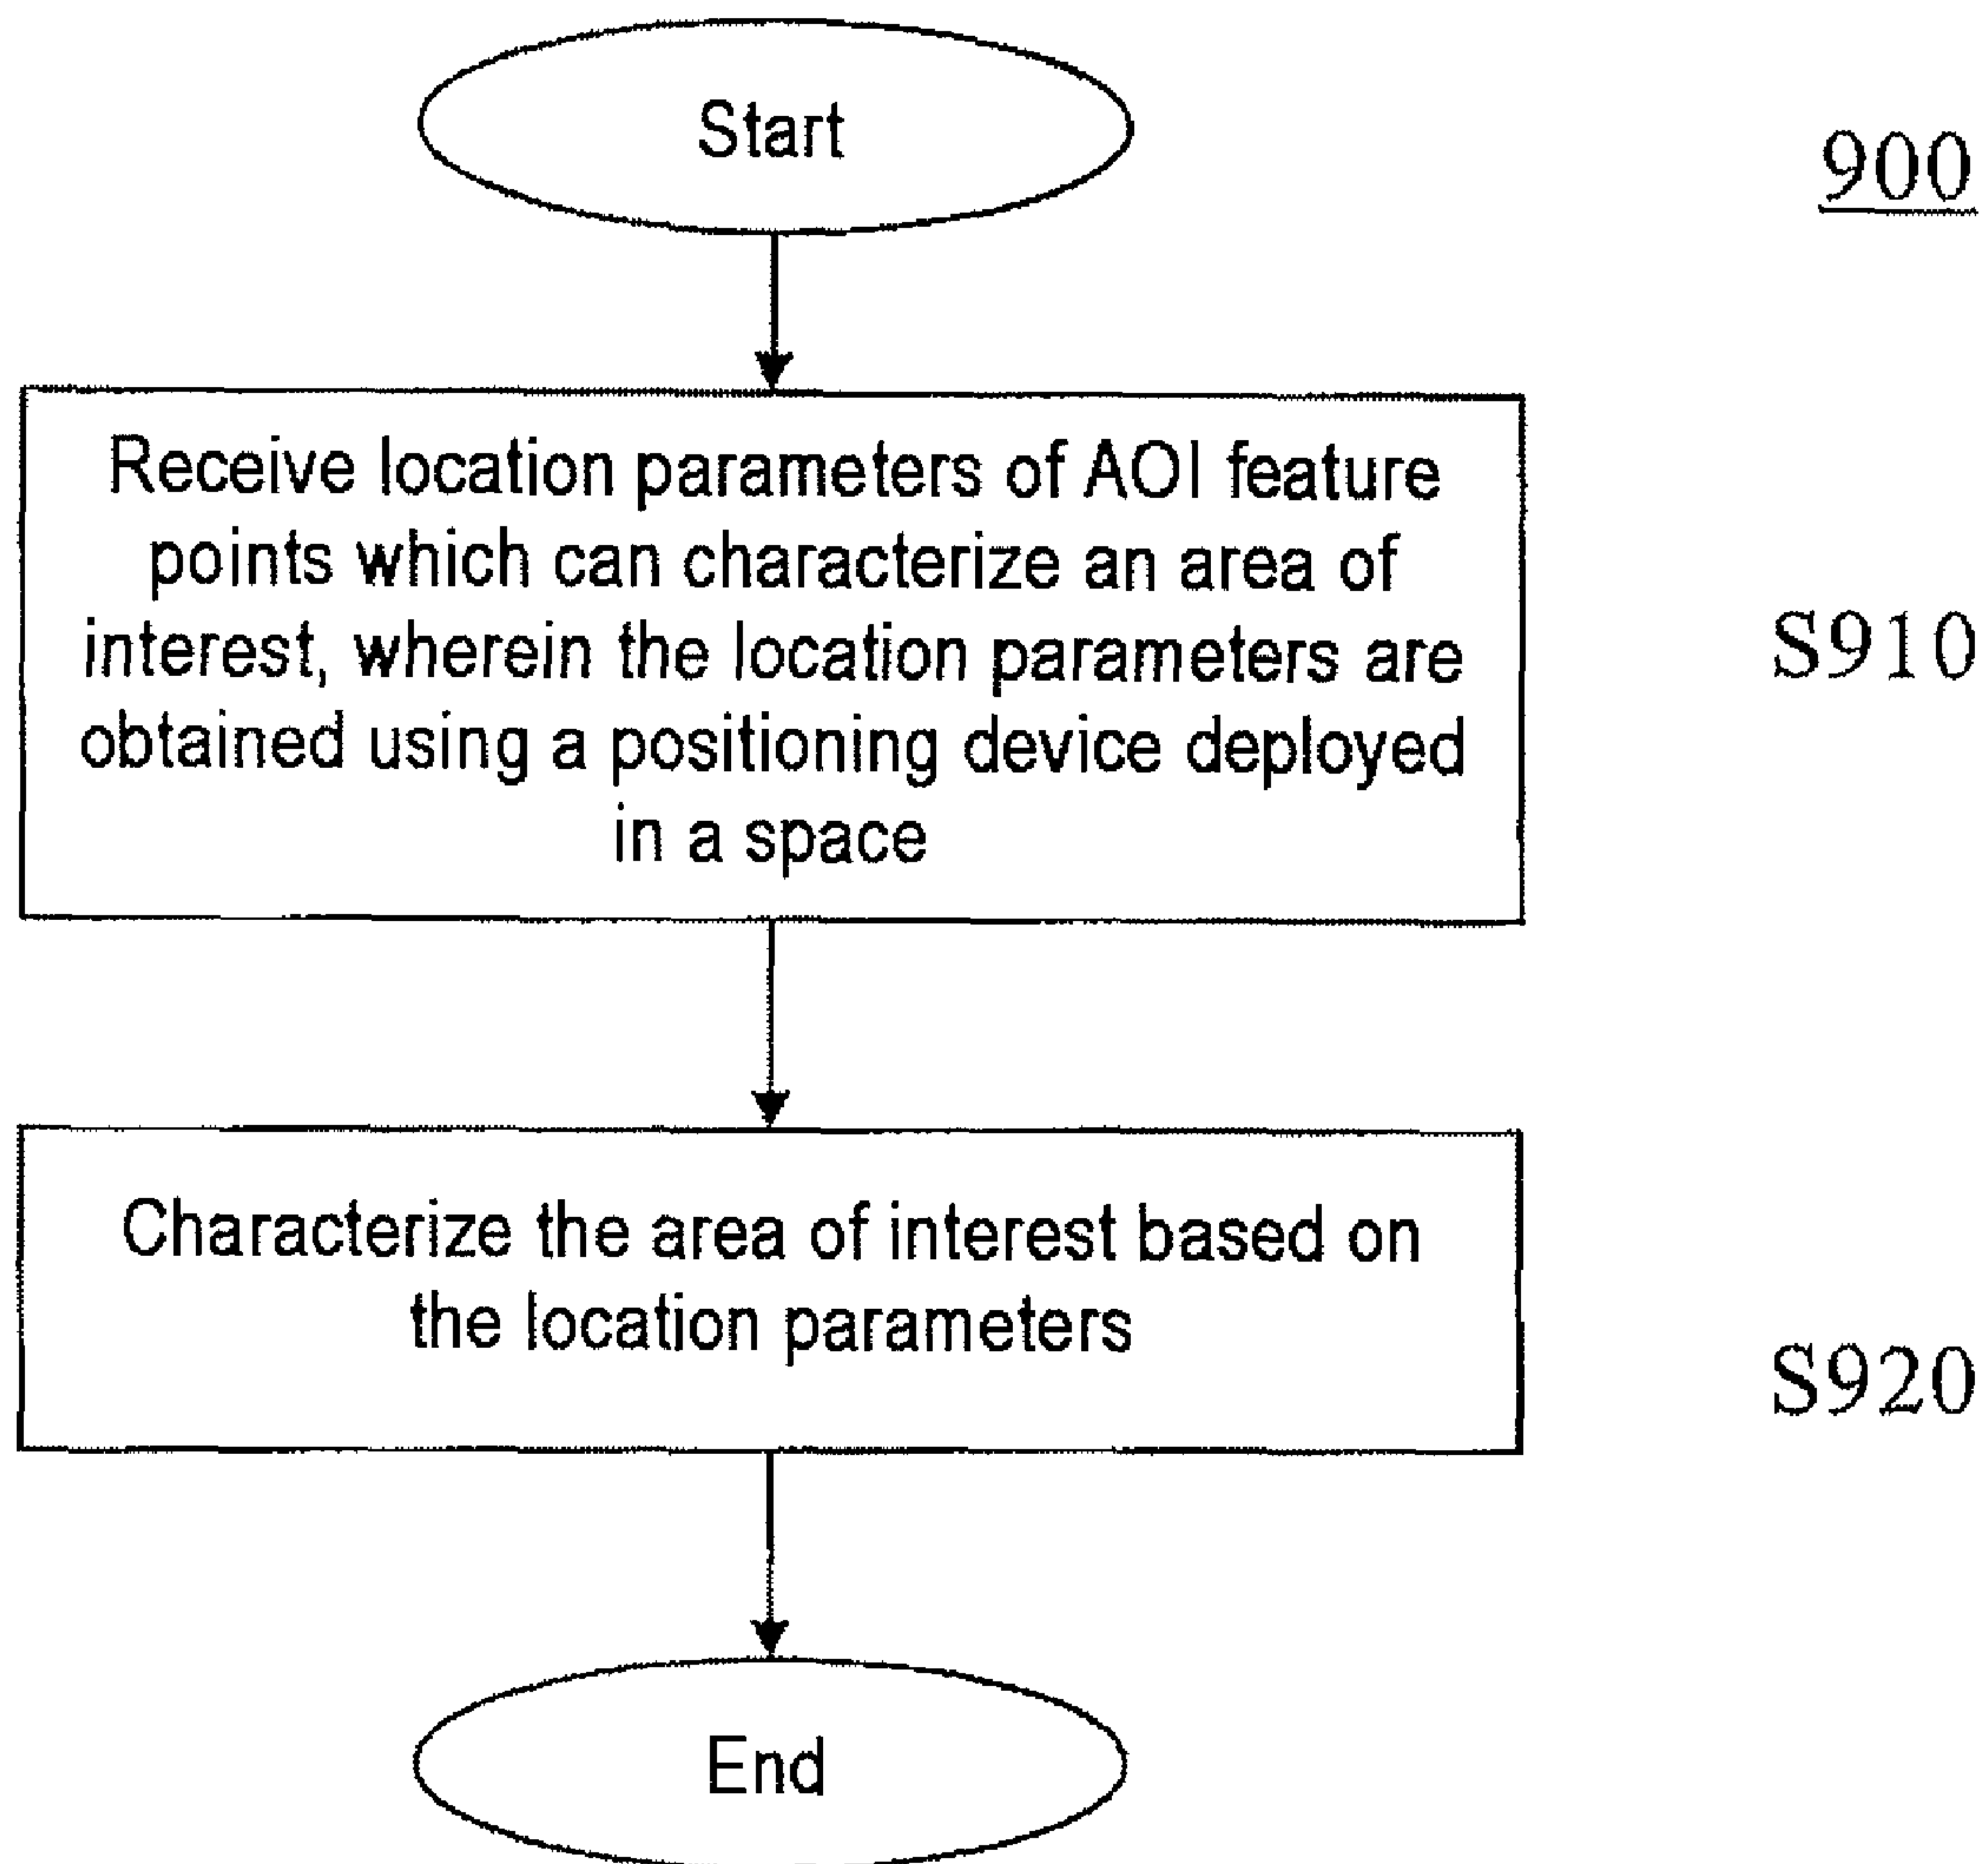 Start
900
Receive location parameters of AOI feature
points which can characterize an area of
interest, wherein the location parameters are
obtained using a positioning device deployed
in a space
S910
Characterize the area of interest based on
the location parameters
S920
End